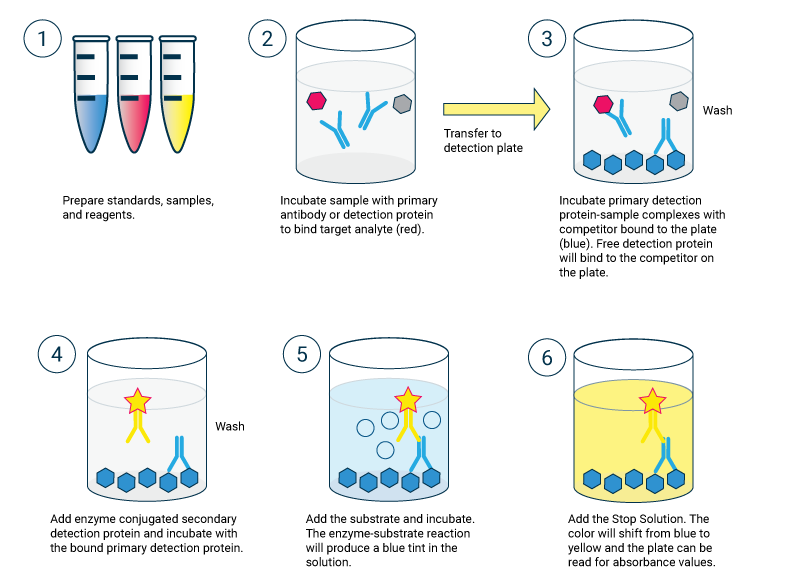 1
Prepare standards, samples,
and reagents.
2
Incubate sample with primary
antibody or detection protein
to bind target analyte (red).
Transfer to
detection plate
3
Wash
Incubate primary detection
protein-sample complexes with
competitor bound to the plate
(blue). Free detection protein
will bind to the competitor on
the plate.
4
Wash
Add enzyme conjugated secondary
detection protein and incubate with
the bound primary detection protein.
5
Add the substrate and incubate.
The enzyme-substrate reaction
will produce a blue tint in the
solution.
6
Add the Stop Solution. The
color will shift from blue to
yellow and the plate can be
read for absorbance values.